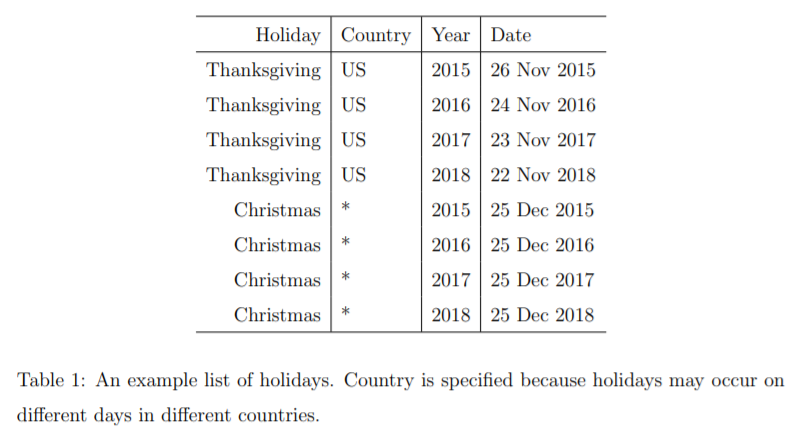 Holiday Country Year Date
Thanksgiving US 2015 26 Nov 2015
Thanksgiving US 2016 24 Nov 2016
Thanksgiving US 2017 23 Nov 2017
Thanksgiving US 2018 22 Nov 2018
Christmas * 2015 25 Dec 2015
Christmas * 2016 25 Dec 2016
Christmas * 2017 25 Dec 2017
Christmas * 2018 25 Dec 2018
Table 1: An example list of holidays. Country is specified because holidays may occur on
different days in different countries.